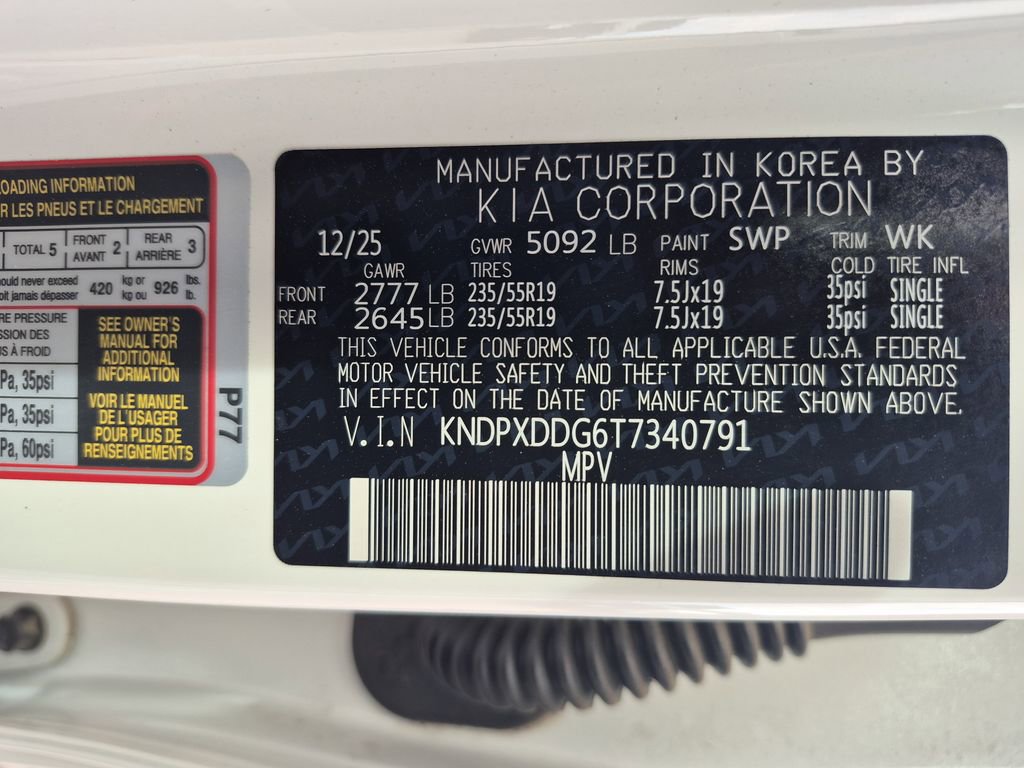 LOADING INFORMATION
R LES PNEUS ET LE CHARGEMENT
TOTAL 5 FRONT AVANT 2 REAR ARRIÈRE 3
ould never exceed 420 kg or 926 lbs.
oit jamais dépasser kg ou lb.
RE PRESSURE
SSION DES
S À FROID
Pa, 35psi
Pa, 35psi
Pa, 60psi
SEE OWNER'S
MANUAL FOR
ADDITIONAL
INFORMATION
VOIR LE MANUEL
DE L'USAGER
POUR PLUS DE
RENSEIGNEMENTS
P77
MANUFACTURED IN KOREA BY
KIA CORPORATION
12/25 GVWR 5092 LB PAINT SWP TRIM WK
GAWR TIRES RIMS COLD TIRE INFL
FRONT 2777 LB 235/55R19 7.5Jx19 35psi SINGLE
REAR 2645 LB 235/55R19 7.5Jx19 35psi SINGLE
THIS VEHICLE CONFORMS TO ALL APPLICABLE U.S.A. FEDERAL
MOTOR VEHICLE SAFETY AND THEFT PREVENTION STANDARDS
IN EFFECT ON THE DATE OF MANUFACTURE SHOWN ABOVE.
V.I.N KNDPXDDG6T7340791
MPV